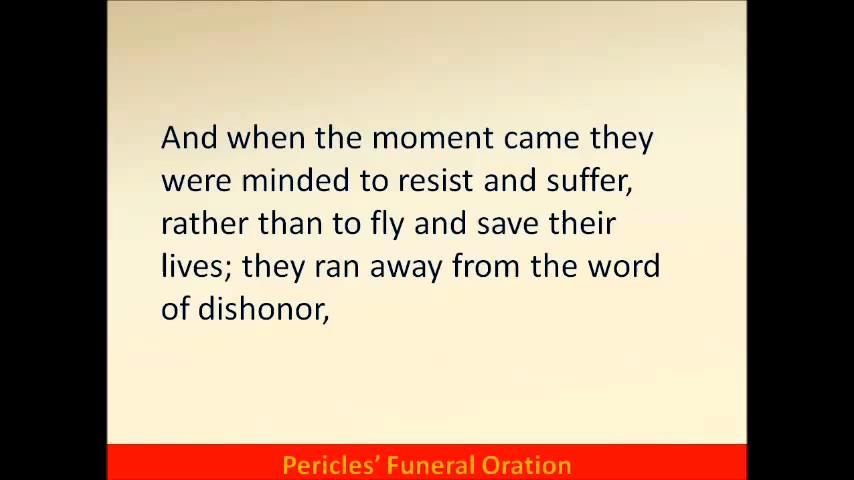 And when the moment came they
were minded to resist and suffer,
rather than to fly and save their
lives; they ran away from the word
of dishonor,
Pericles’ Funeral Oration